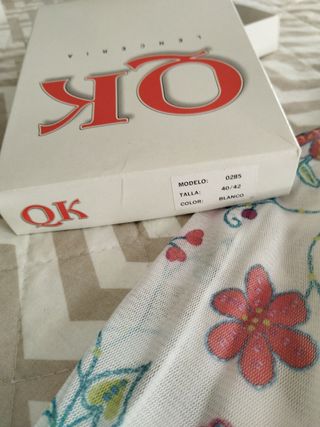 QK
LENCERIA
QK
MODELO: 0285
TALLA: 40/42
COLOR: BLANCO